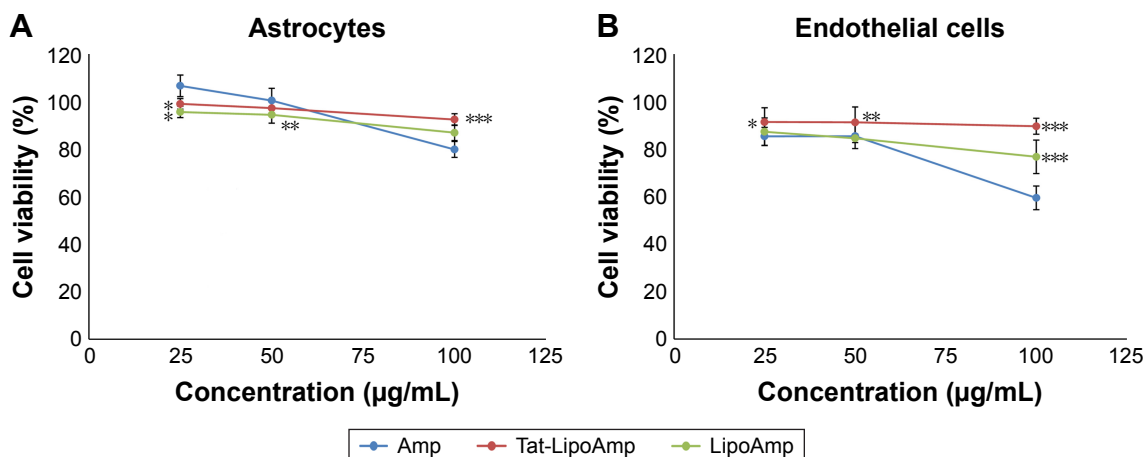 A Astrocytes
120
100
80
60
40
20
0
Cell viability (%)
*
*
**
***
0 25 50 75 100 125
Concentration (µg/mL)
B Endothelial cells
120
100
80
60
40
20
0
Cell viability (%)
*
**
***
***
0 25 50 75 100 125
Concentration (µg/mL)
Amp Tat-LipoAmp LipoAmp